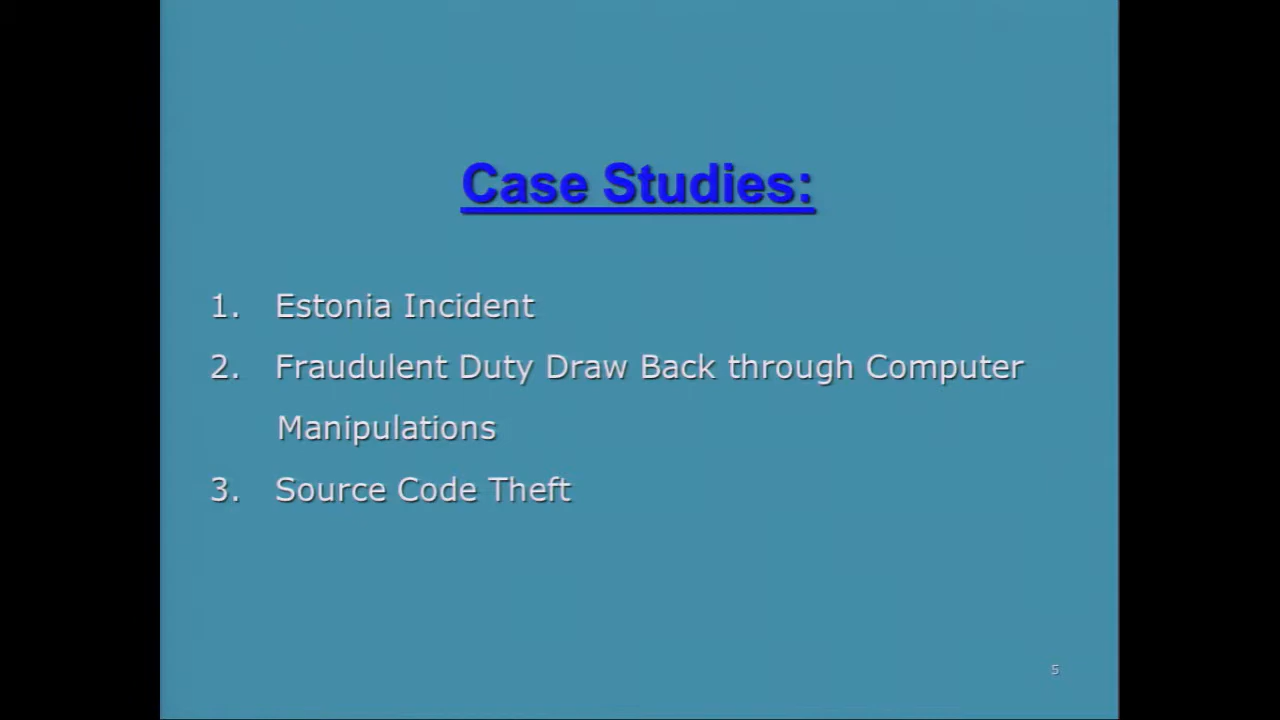 Case Studies:
1. Estonia Incident
2. Fraudulent Duty Draw Back through Computer
Manipulations
3. Source Code Theft
5